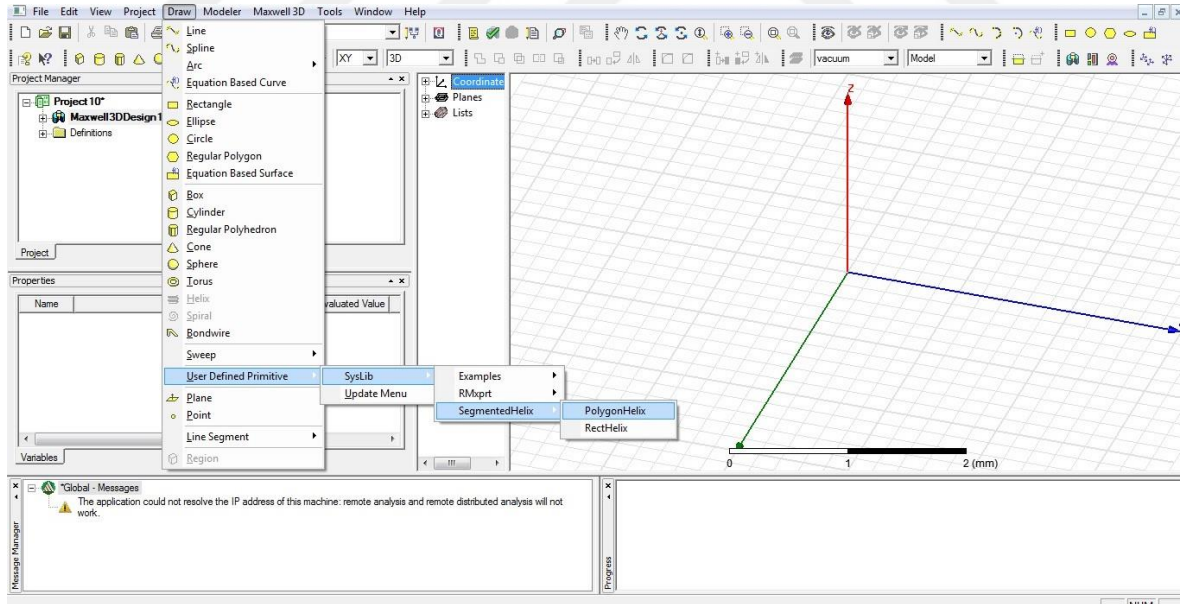 File Edit View Project Draw Modeler Maxwell 3D Tools Window Help
XY 3D vacuum Model
Project Manager
Project10*
Maxwell3DDesign1
Definitions
Project
Properties
Name valuated Value
Variables
Line
Spline
Arc
Equation Based Curve
Rectangle
Ellipse
Circle
Regular Polygon
Equation Based Surface
Box
Cylinder
Regular Polyhedron
Cone
Sphere
Torus
Helix
Spiral
Bondwire
Sweep
User Defined Primitive
Plane
Point
Line Segment
Region
SysLib
Update Menu
Examples
RMxprt
SegmentedHelix
PolygonHelix
RectHelix
Coordinate
Planes
Lists
Z
0 1 2 (mm)
Message Manager
*Global - Messages
The application could not resolve the IP address of this machine: remote analysis and remote distributed analysis will not
work.
Progress
NUM